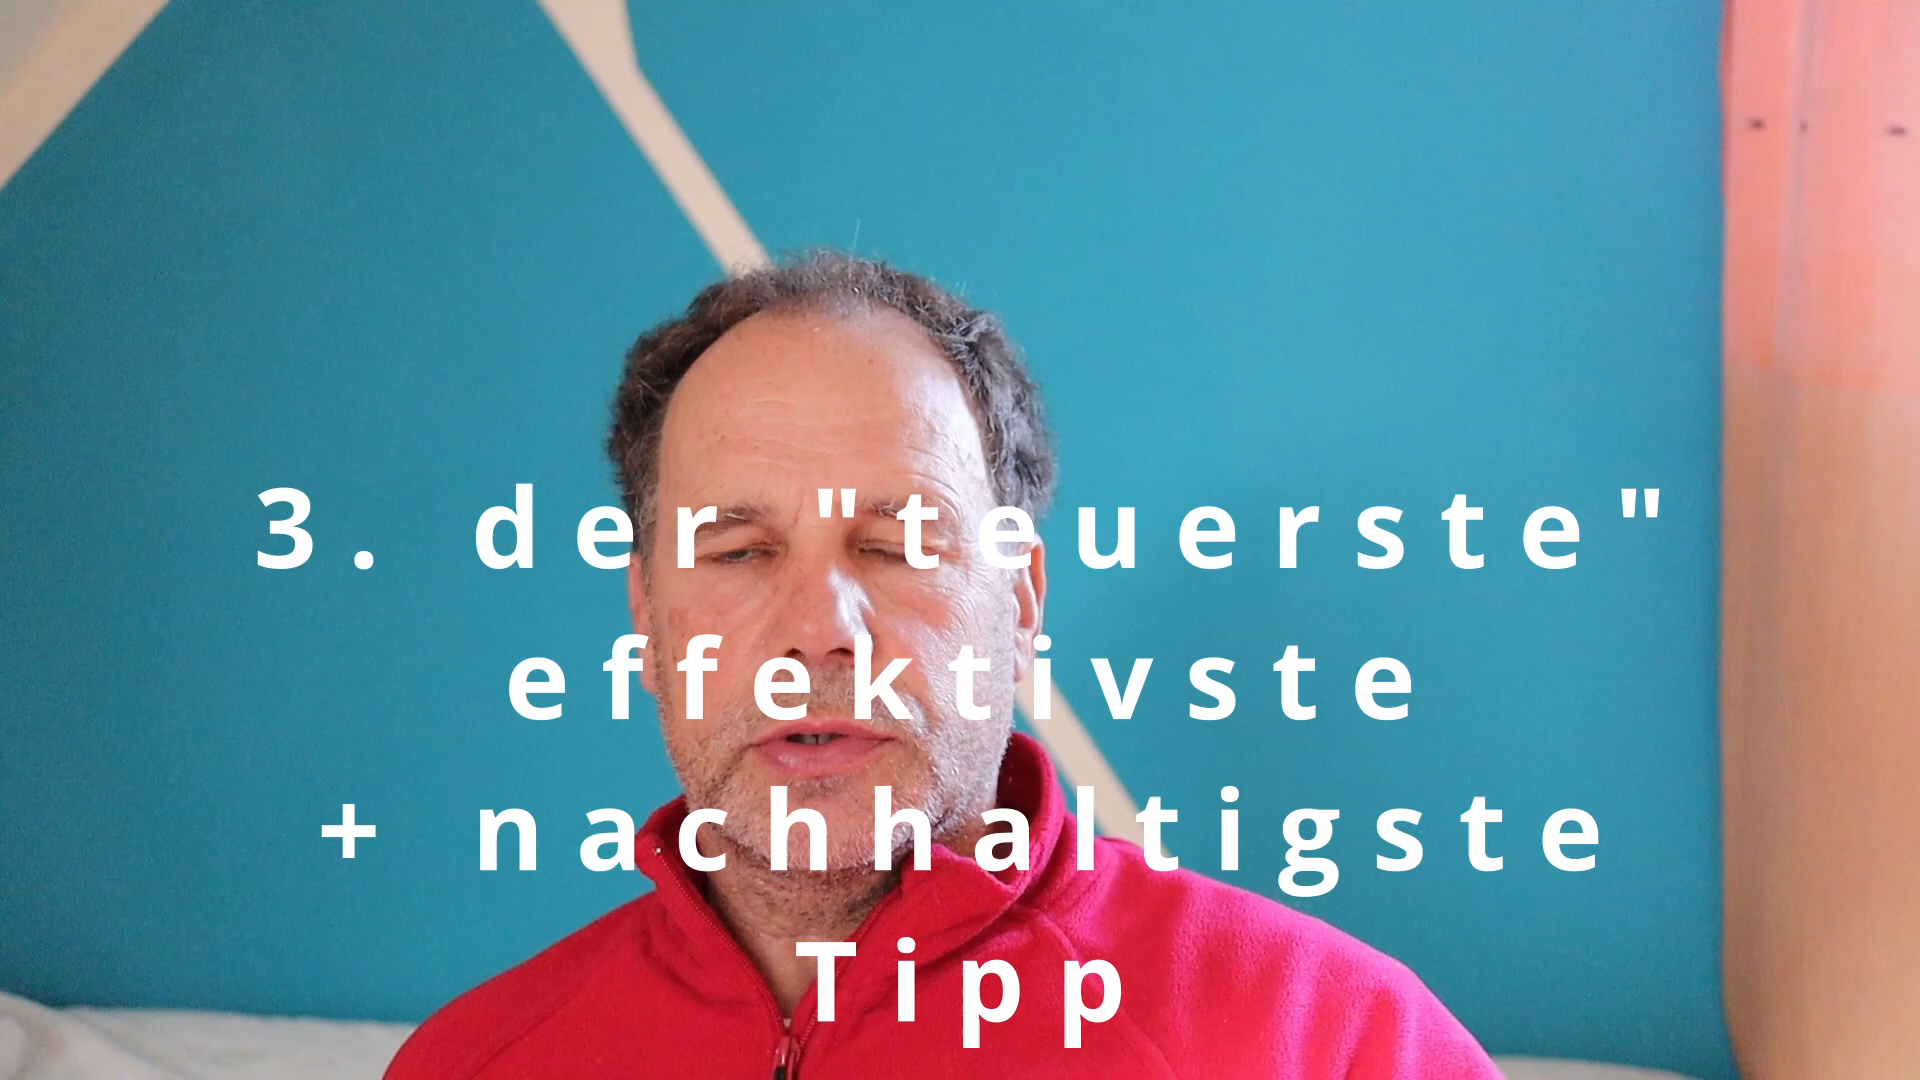 3. der "teuerste"
effektivste
+ nachhaltigste
Tipp